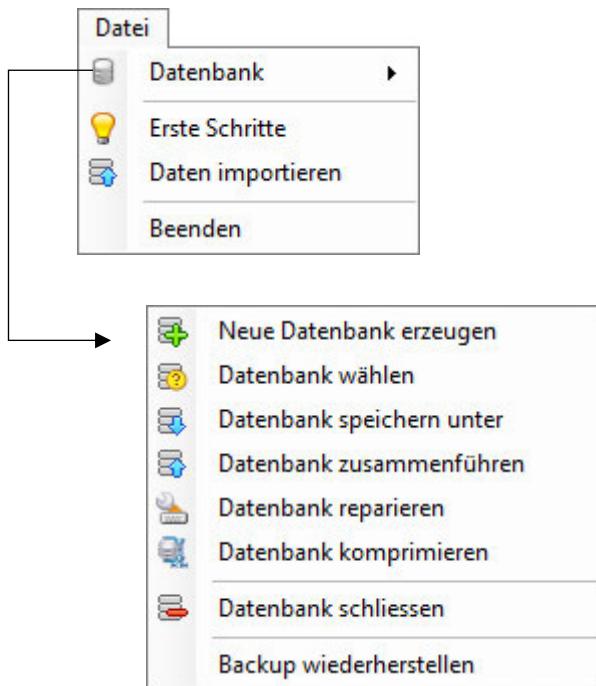 Datei
Datenbank
Erste Schritte
Daten importieren
Beenden
Neue Datenbank erzeugen
Datenbank wählen
Datenbank speichern unter
Datenbank zusammenführen
Datenbank reparieren
Datenbank komprimieren
Datenbank schliessen
Backup wiederherstellen